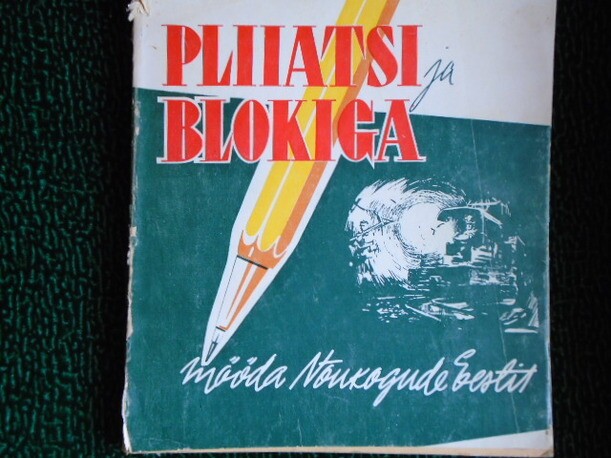 PLIIATSI ja
BLOKIGA
mööda Nõukogude Eestit